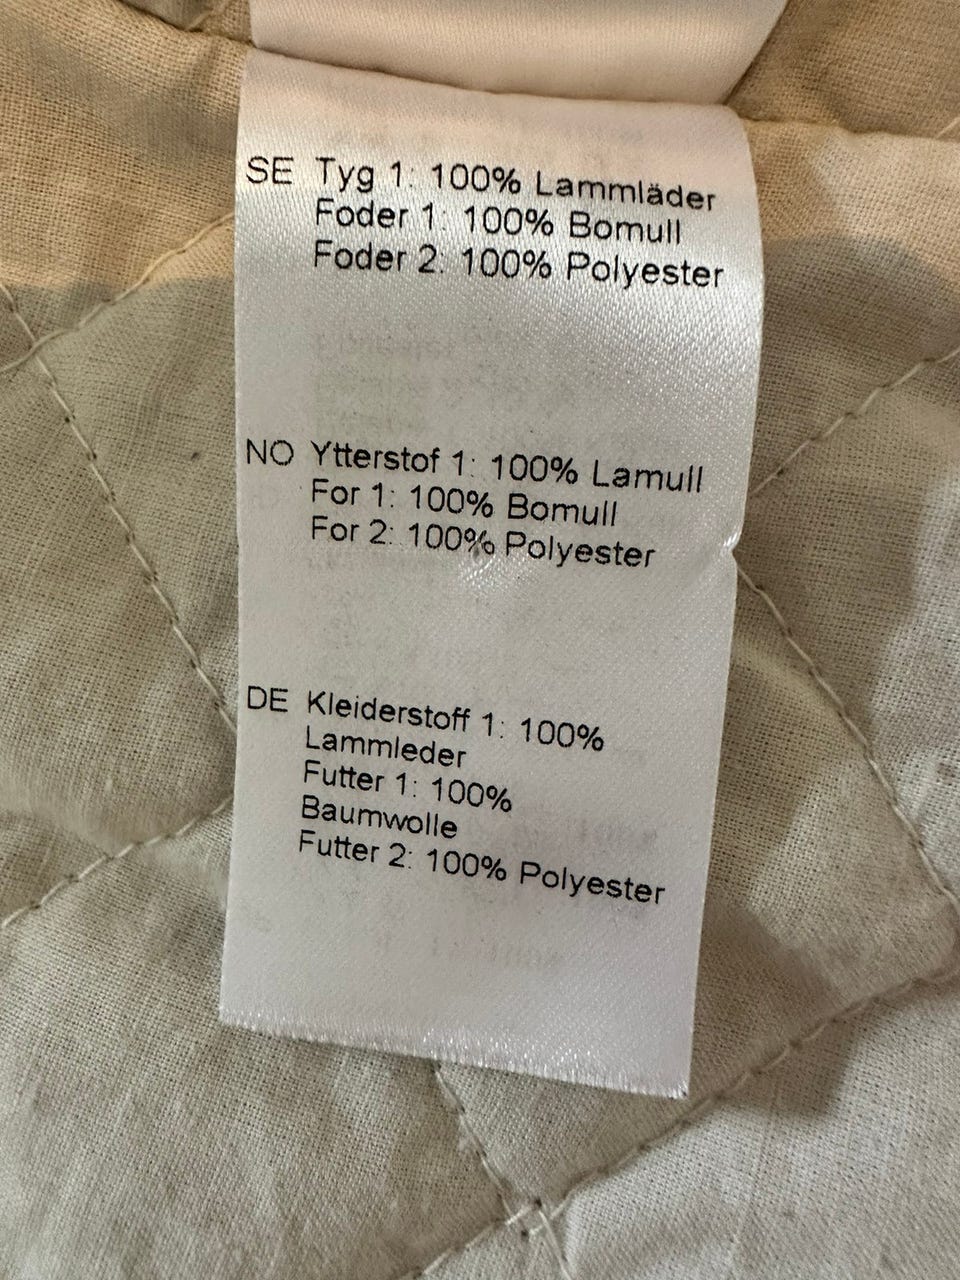 SE Tyg 1: 100% Lammläder
Foder 1: 100% Bomull
Foder 2: 100% Polyester
NO Ytterstof 1: 100% Lamull
For 1: 100% Bomull
For 2: 100% Polyester
DE Kleiderstoff 1: 100%
Lammleder
Futter 1: 100%
Baumwolle
Futter 2: 100% Polyester